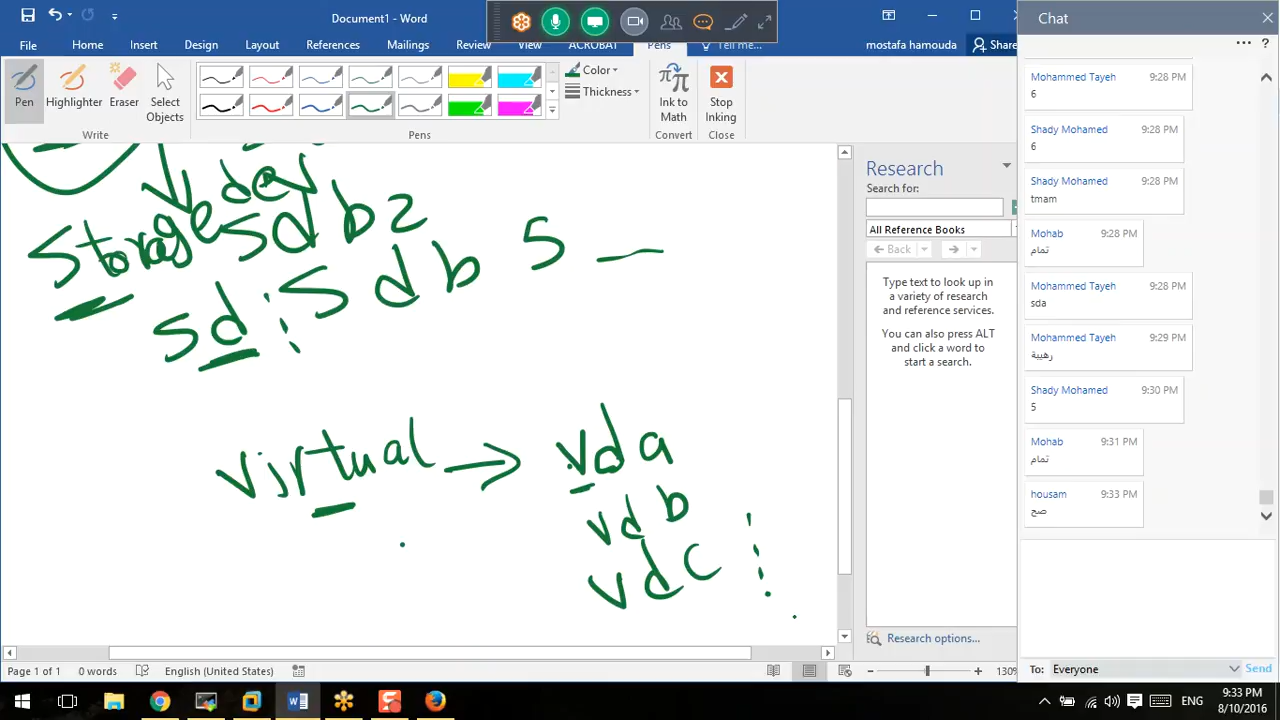 Document1 - Word
mostafa hamouda
Share
File
Home
Insert
Design
Layout
References
Mailings
Review
View
ACROBAT
Pens
Tell me...
Pen
Highlighter
Eraser
Select Objects
Color
Thickness
Ink to Math
Stop Inking
Write
Pens
Convert
Close
V dev
Storage sdb2
sd : sdb 5 —
Virtual → vda
vdb
vdc
Research
Search for:
All Reference Books
Back
Type text to look up in
a variety of research
and reference services.
You can also press ALT
and click a word to
start a search.
Research options...
Chat
Mohammed Tayeh 9:28 PM
6
Shady Mohamed 9:28 PM
6
Shady Mohamed 9:28 PM
tmam
Mohab 9:28 PM
تمام
Mohammed Tayeh 9:28 PM
sda
Mohammed Tayeh 9:29 PM
رهيبة
Shady Mohamed 9:30 PM
5
Mohab 9:31 PM
تمام
housam 9:33 PM
صح
To: Everyone
Send
Page 1 of 1
0 words
English (United States)
130%
ENG
9:33 PM
8/10/2016